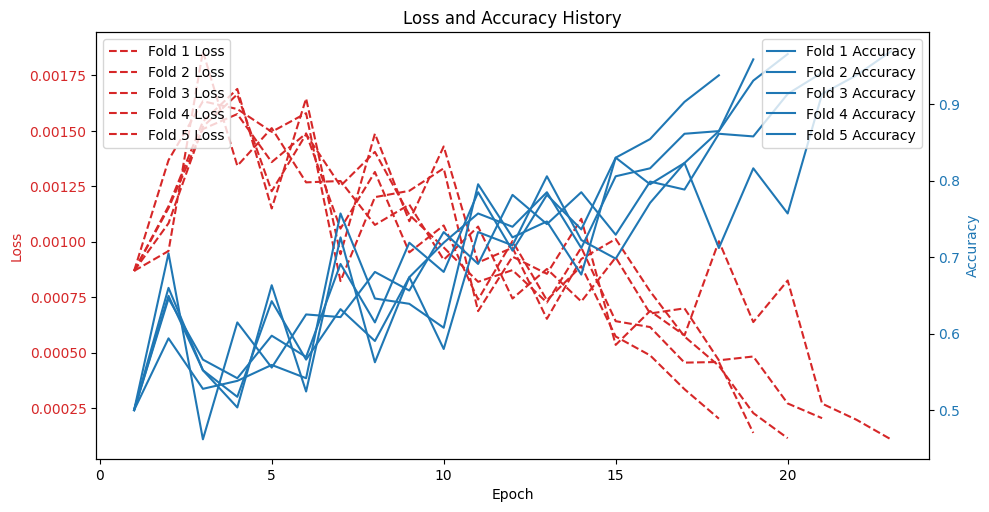 Loss and Accuracy History
Fold 1 Loss
Fold 2 Loss
Fold 3 Loss
Fold 4 Loss
Fold 5 Loss
Fold 1 Accuracy
Fold 2 Accuracy
Fold 3 Accuracy
Fold 4 Accuracy
Fold 5 Accuracy
Loss
0.00175
0.00150
0.00125
0.00100
0.00075
0.00050
0.00025
0.9
0.8
0.7
0.6
0.5
Accuracy
0 5 10 15 20
Epoch